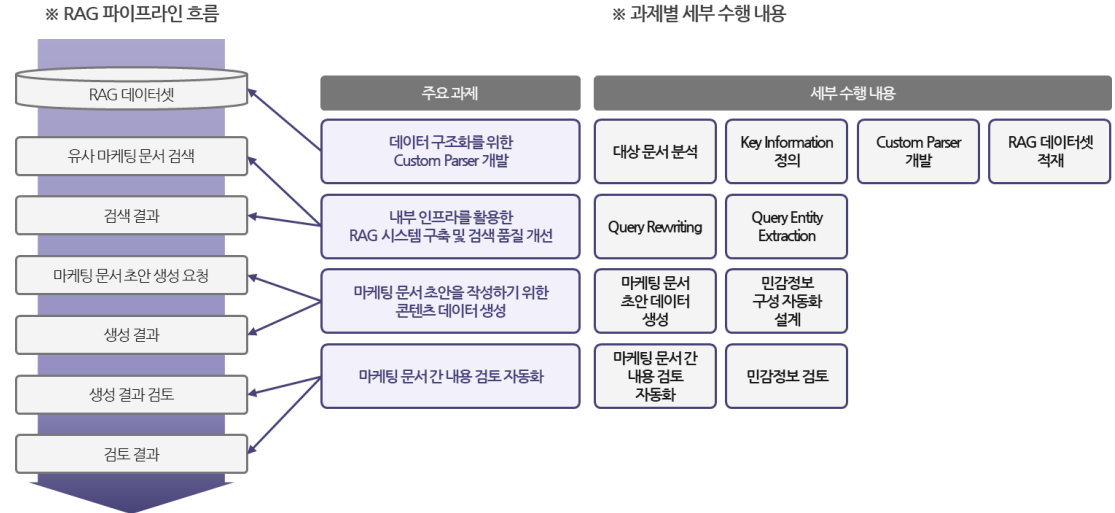 ※ RAG 파이프라인 흐름
※ 과제별 세부 수행 내용
RAG 데이터셋
유사 마케팅 문서 검색
검색 결과
마케팅 문서 초안 생성 요청
생성 결과
생성 결과 검토
검토 결과
주요 과제
세부 수행 내용
데이터 구조화를 위한
Custom Parser 개발
대상 문서 분석
Key Information
정의
Custom Parser
개발
RAG 데이터셋
적재
내부 인프라를 활용한
RAG 시스템 구축 및 검색 품질 개선
Query Rewriting
Query Entity
Extraction
마케팅 문서 초안을 작성하기 위한
콘텐츠 데이터 생성
마케팅 문서
초안 데이터
생성
민감정보
구성 자동화
설계
마케팅 문서 간 내용 검토 자동화
마케팅 문서 간
내용 검토
자동화
민감정보 검토